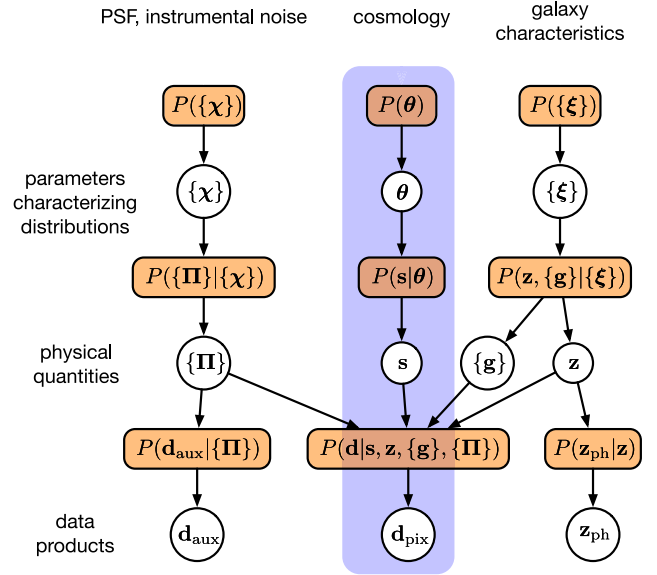 PSF, instrumental noise
cosmology
galaxy
characteristics
P({χ})
P(θ)
P({ξ})
parameters
characterizing
distributions
{χ}
θ
{ξ}
P({Π}|{χ})
P(s|θ)
P(z, {g}|{ξ})
physical
quantities
{Π}
s
{g}
z
P(d_aux|{Π})
P(d|s, z, {g}, {Π})
P(z_ph|z)
data
products
d_aux
d_pix
z_ph